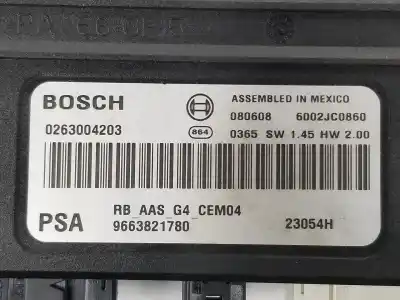 BOSCH
ASSEMBLED IN MEXICO
080608 6002JC0860
0263004203
864
0365 SW 1.45 HW 2.00
PSA
RB_AAS_G4_CEM04
9663821780
23054H